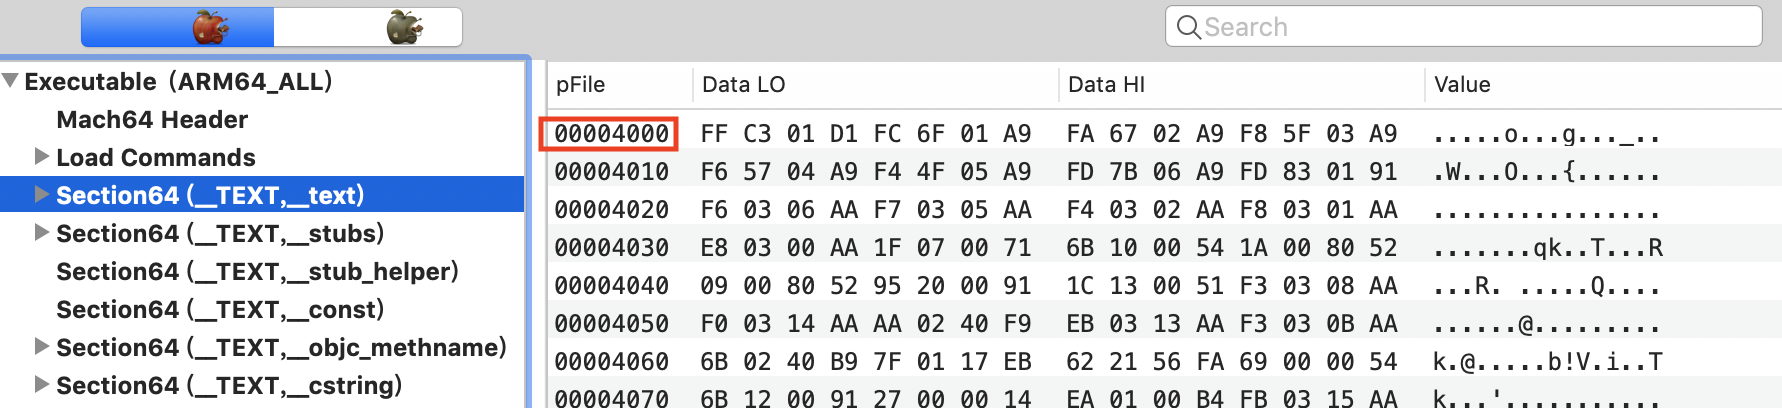 Search
Executable (ARM64_ALL)
Mach64 Header
Load Commands
Section64 (__TEXT,__text)
Section64 (__TEXT,__stubs)
Section64 (__TEXT,__stub_helper)
Section64 (__TEXT,__const)
Section64 (__TEXT,__objc_methname)
Section64 (__TEXT,__cstring)
pFile Data LO Data HI Value
00004000 FF C3 01 D1 FC 6F 01 A9 FA 67 02 A9 F8 5F 03 A9 .....o...g..._..
00004010 F6 57 04 A9 F4 4F 05 A9 FD 7B 06 A9 FD 83 01 91 .W...O...{......
00004020 F6 03 06 AA F7 03 05 AA F4 03 02 AA F8 03 01 AA ................
00004030 E8 03 00 AA 1F 07 00 71 6B 10 00 54 1A 00 80 52 .......qk..T...R
00004040 09 00 80 52 95 20 00 91 1C 13 00 51 F3 03 08 AA ...R. .....Q....
00004050 F0 03 14 AA AA 02 40 F9 EB 03 13 AA F3 03 0B AA ......@.........
00004060 6B 02 40 B9 7F 01 17 EB 62 21 56 FA 69 00 00 54 k.@.....b!V.i..T
00004070 6B 12 00 91 27 00 00 14 EA 01 00 B4 FB 03 15 AA k...'...........